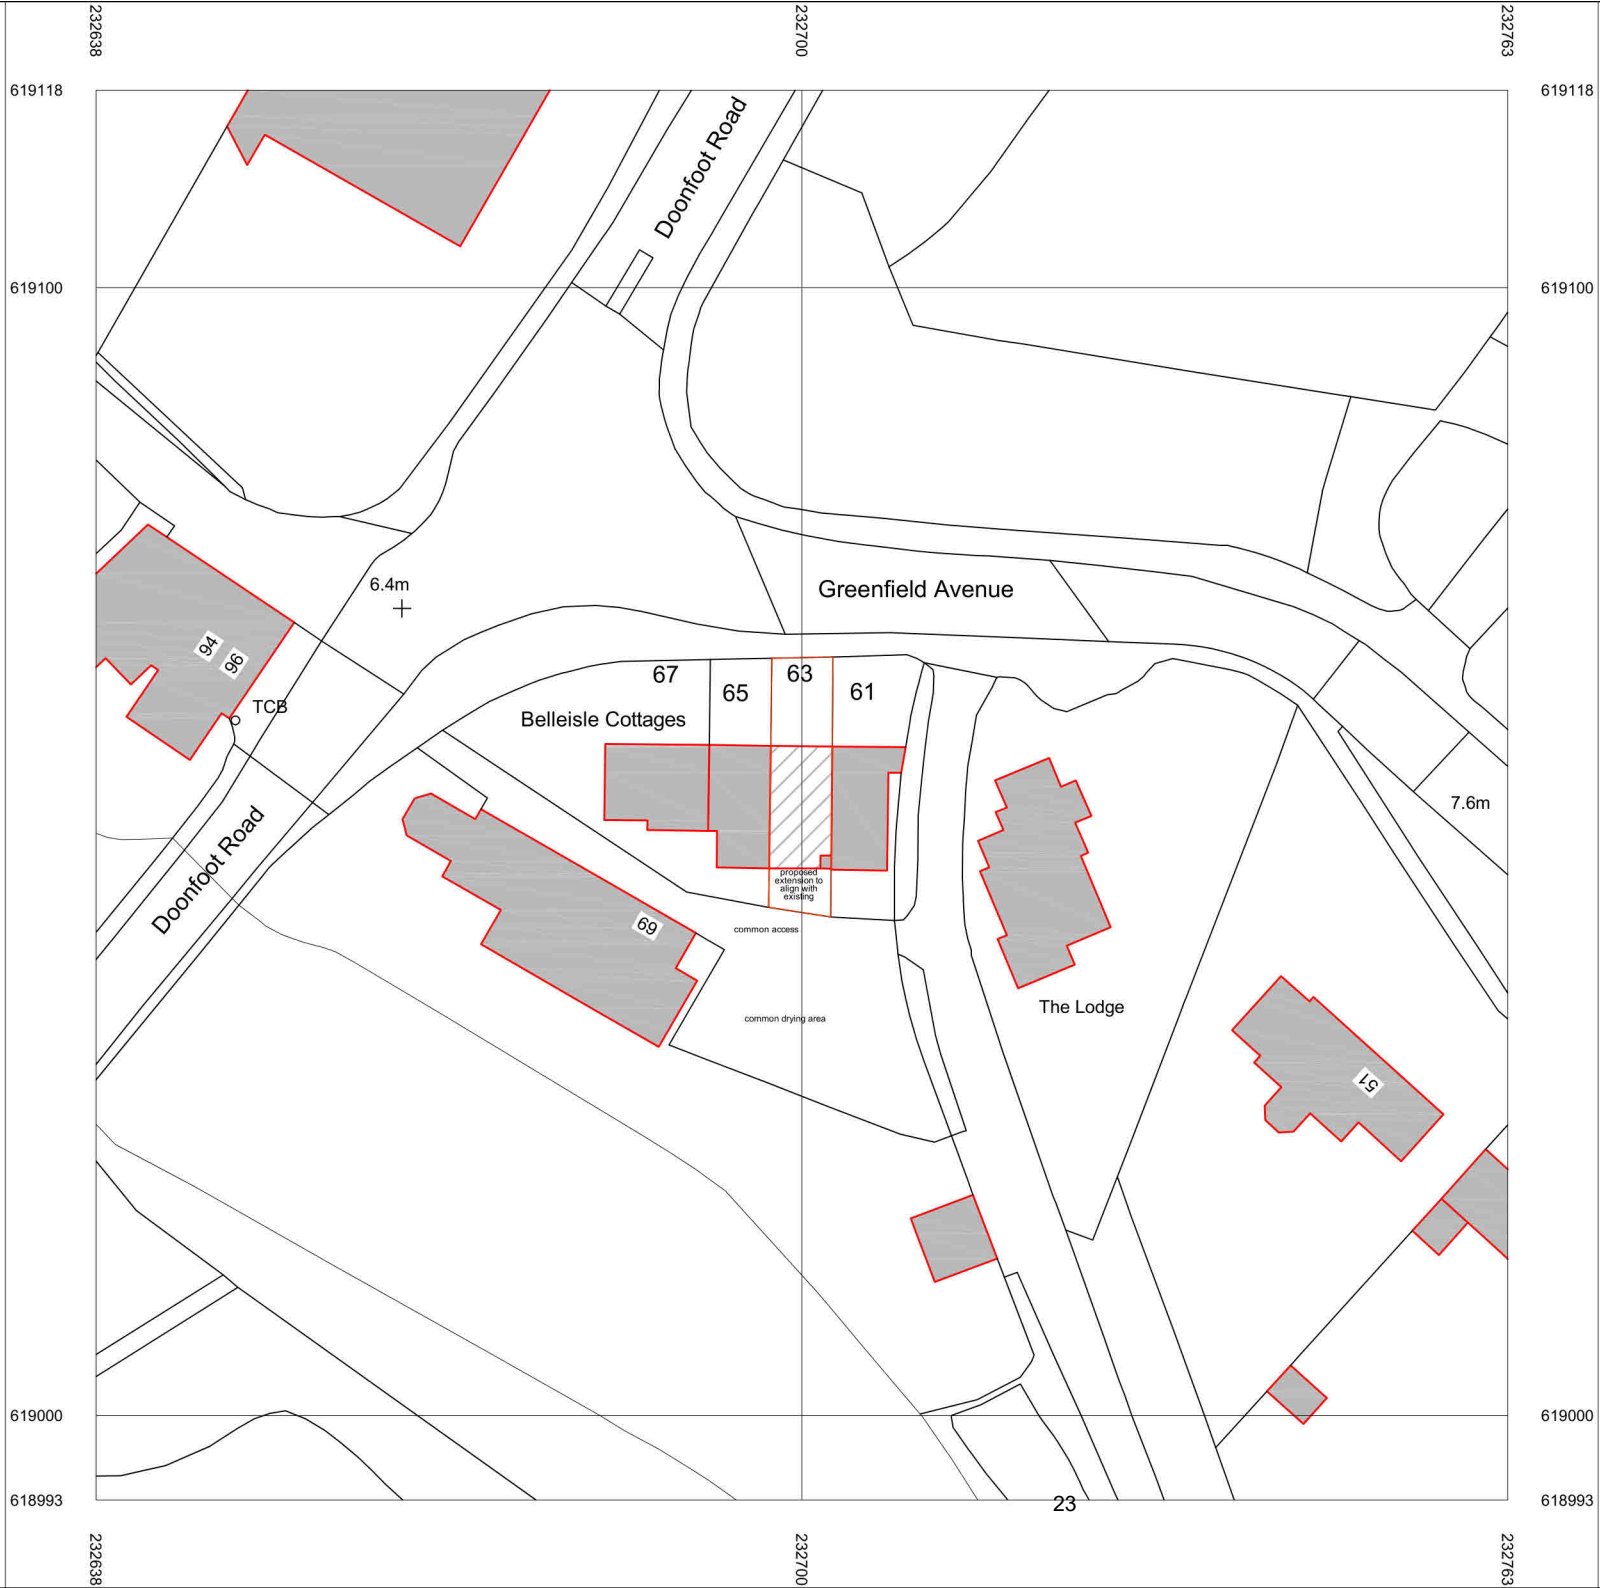 232638
232700
232763
619118
619118
Doonfoot Road
619100
619100
6.4m
Greenfield Avenue
94
96
TCB
67
65
63
61
Belleisle Cottages
7.6m
Doonfoot Road
proposed
extension to
align with
existing
69
common access
The Lodge
common drying area
51
619000
619000
618993
618993
23
232638
232700
232763